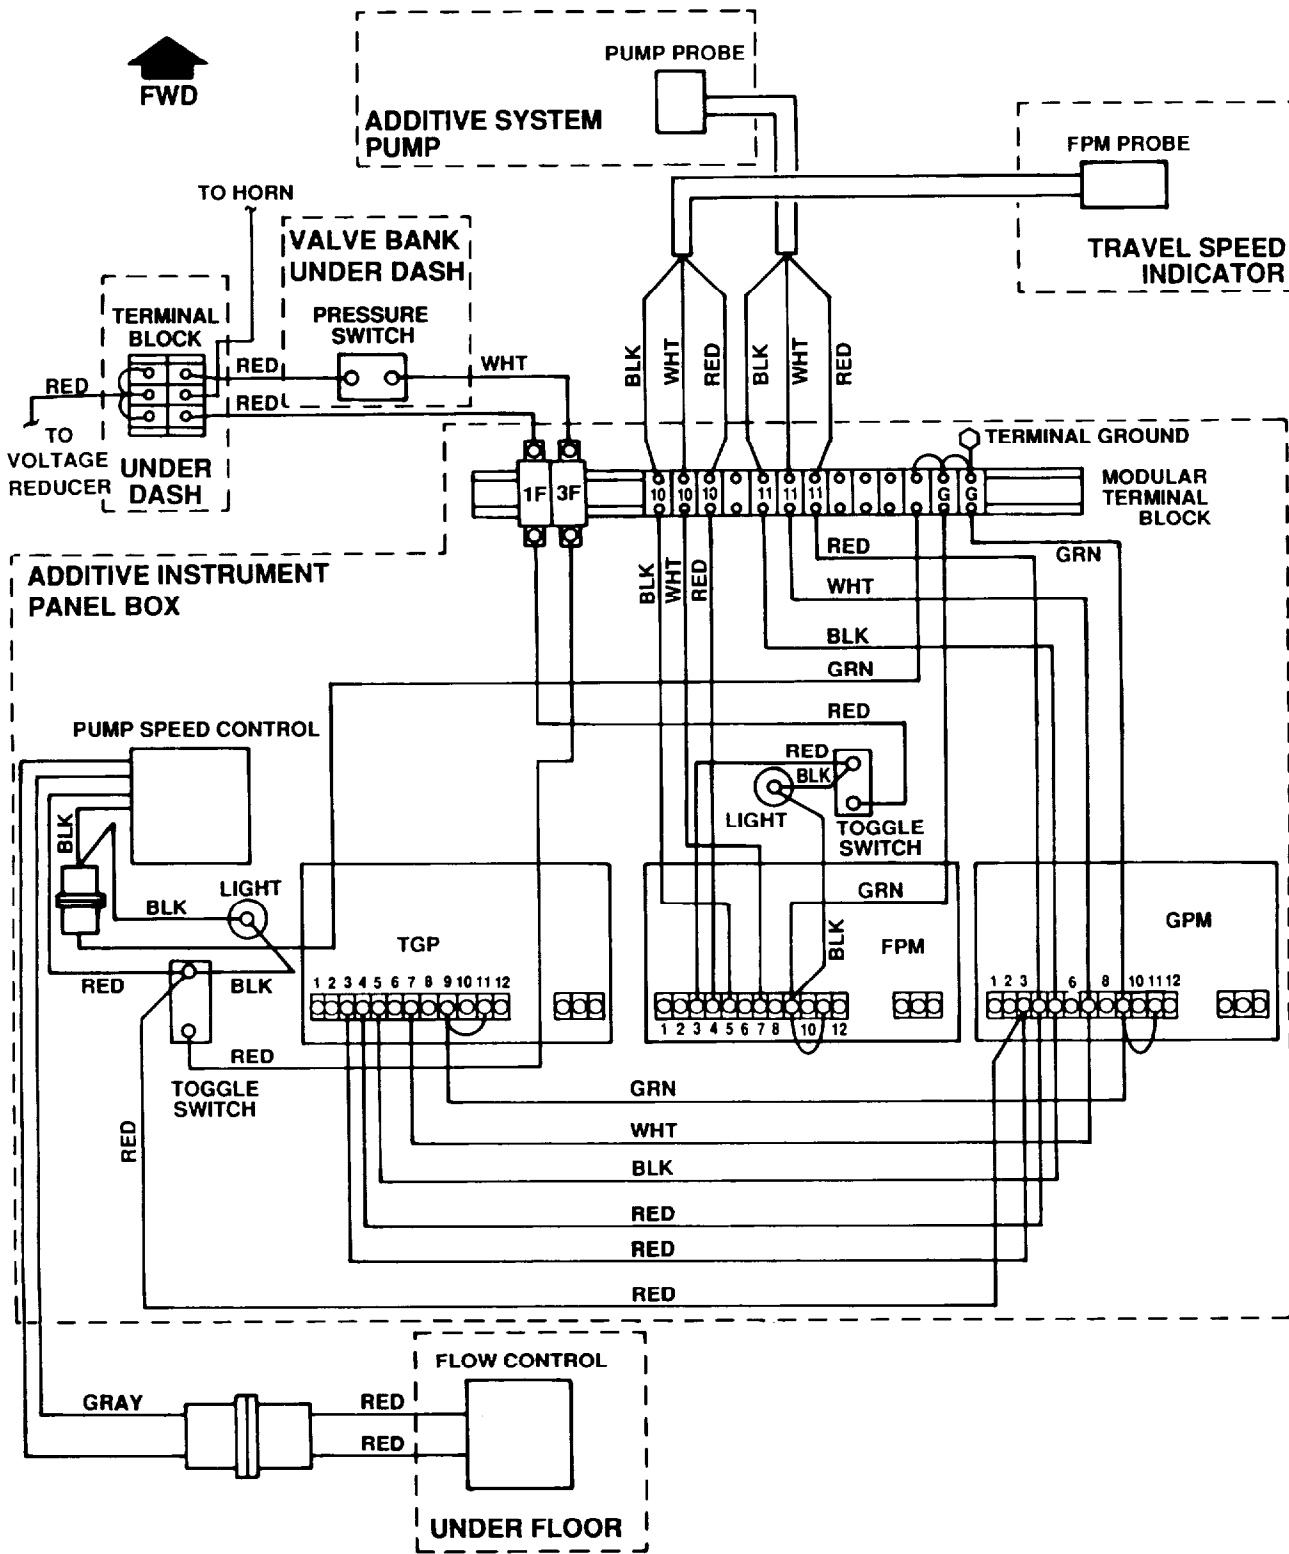 FWD
PUMP PROBE
ADDITIVE SYSTEM
PUMP
FPM PROBE
TRAVEL SPEED
INDICATOR
TO HORN
VALVE BANK
UNDER DASH
PRESSURE
SWITCH
TERMINAL
BLOCK
RED
RED
RED
WHT
TO
VOLTAGE
REDUCER
UNDER
DASH
BLK
WHT
RED
BLK
WHT
RED
TERMINAL GROUND
MODULAR
TERMINAL
BLOCK
1F
3F
10
10
10
11
11
11
G
G
BLK
WHT
RED
RED
GRN
WHT
BLK
GRN
RED
ADDITIVE INSTRUMENT
PANEL BOX
PUMP SPEED CONTROL
RED
BLK
LIGHT
TOGGLE
SWITCH
BLK
LIGHT
BLK
RED
BLK
TGP
1 2 3 4 5 6 7 8 9 10 11 12
GRN
BLK
FPM
1 2 3 4 5 6 7 8 10 12
GPM
1 2 3 6 8 10 11 12
RED
TOGGLE
SWITCH
RED
GRN
WHT
BLK
RED
RED
RED
FLOW CONTROL
GRAY
RED
RED
UNDER FLOOR